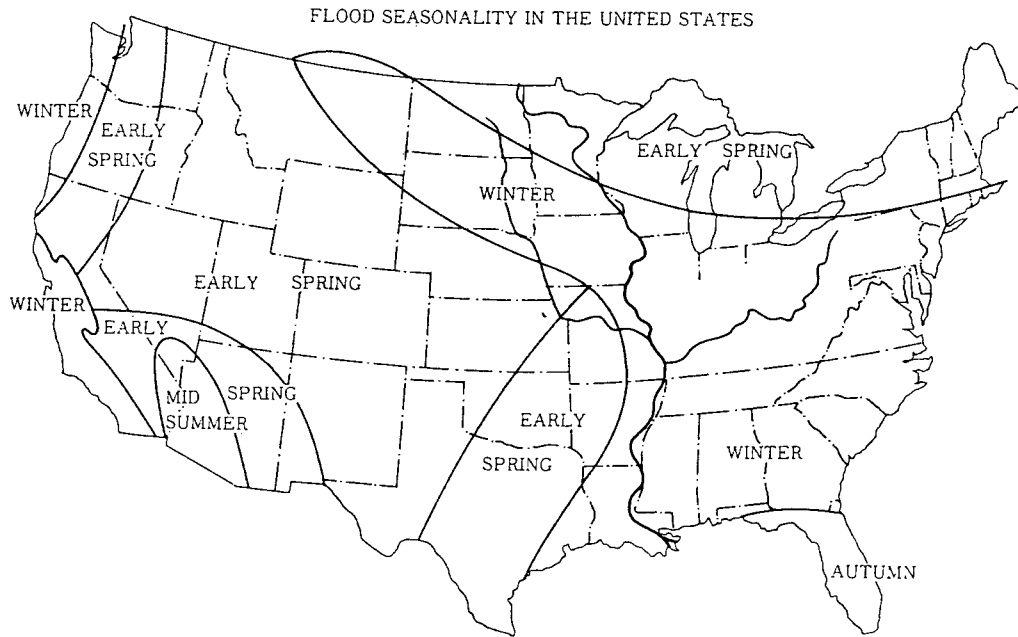 FLOOD SEASONALITY IN THE UNITED STATES
WINTER
EARLY
SPRING
EARLY SPRING
WINTER
EARLY SPRING
WINTER
EARLY
SPRING
MID
SUMMER
EARLY
SPRING
WINTER
AUTUMN